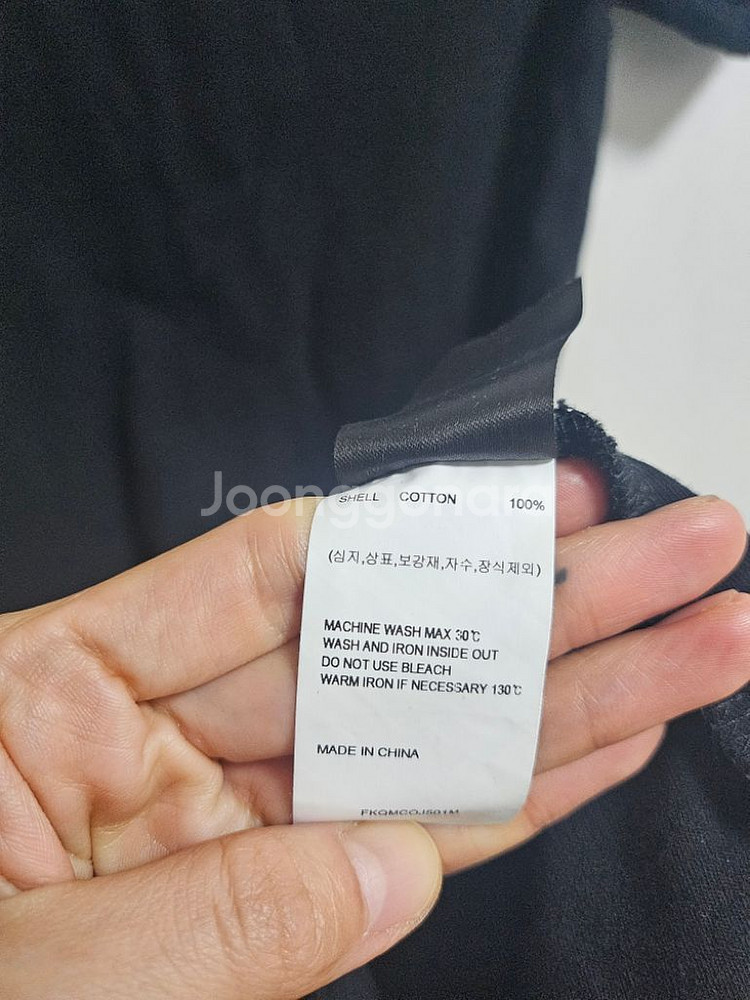 Joonggonara
SHELL COTTON 100%
(심지,상표,보강재,자수,장식제외)
MACHINE WASH MAX 30℃
WASH AND IRON INSIDE OUT
DO NOT USE BLEACH
WARM IRON IF NECESSARY 130℃
MADE IN CHINA